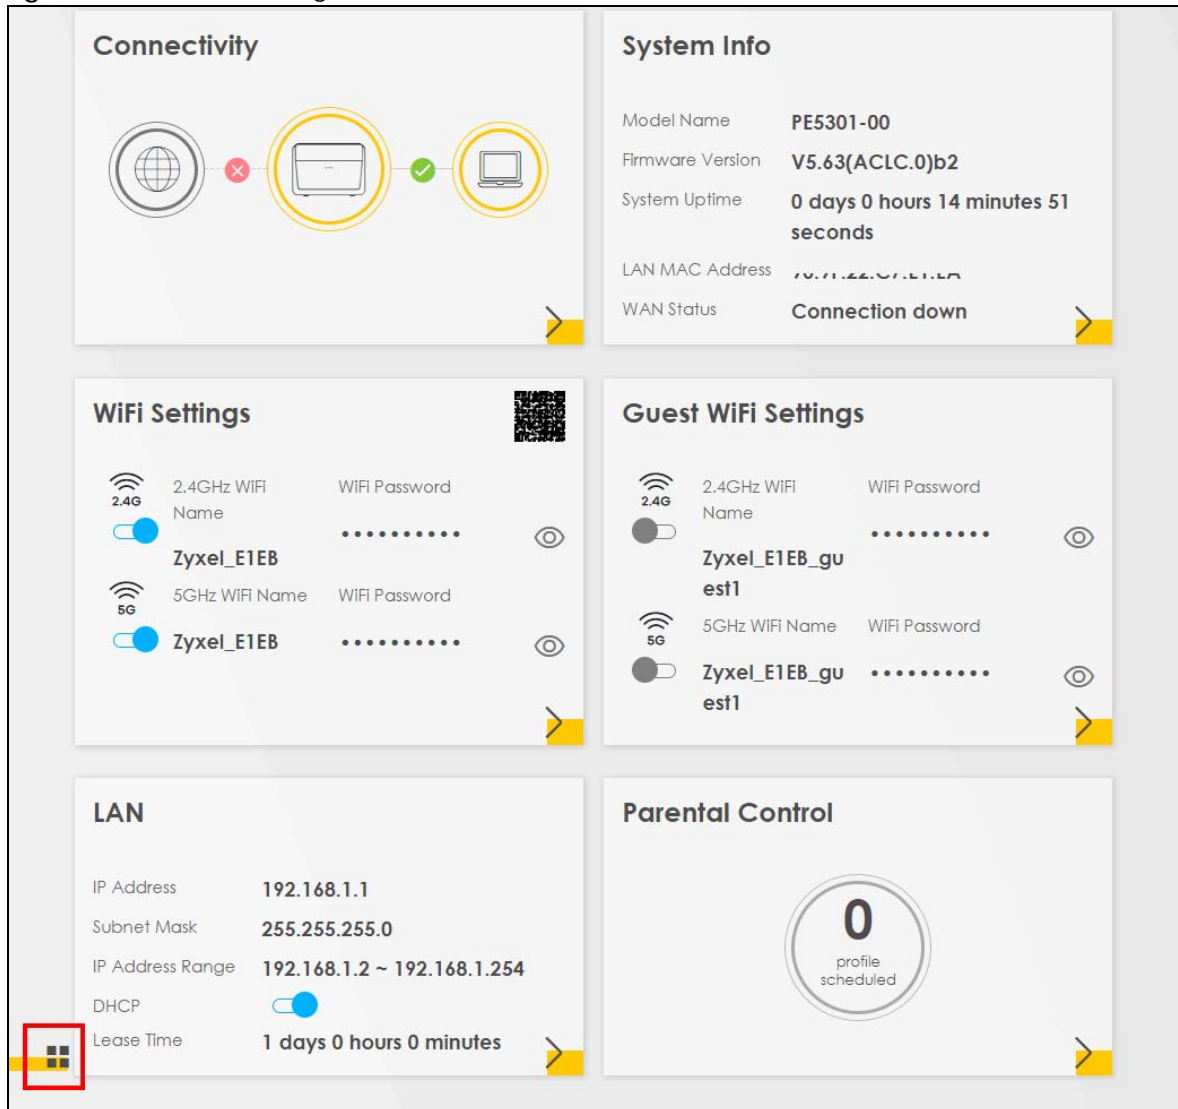 Connectivity
System Info
Model Name PE5301-00
Firmware Version V5.63(ACLC.0)b2
System Uptime 0 days 0 hours 14 minutes 51
seconds
LAN MAC Address
WAN Status Connection down
WiFi Settings
2.4G
2.4GHz WiFi
Name
WiFi Password
••••••••••
Zyxel_E1EB
5G
5GHz WiFi Name WiFi Password
Zyxel_E1EB ••••••••••
Guest WiFi Settings
2.4G
2.4GHz WiFi
Name
WiFi Password
••••••••••
Zyxel_E1EB_gu
est1
5G
5GHz WiFi Name WiFi Password
Zyxel_E1EB_gu ••••••••••
est1
LAN
IP Address 192.168.1.1
Subnet Mask 255.255.255.0
IP Address Range 192.168.1.2 ~ 192.168.1.254
DHCP
Lease Time 1 days 0 hours 0 minutes
Parental Control
0
profile
scheduled